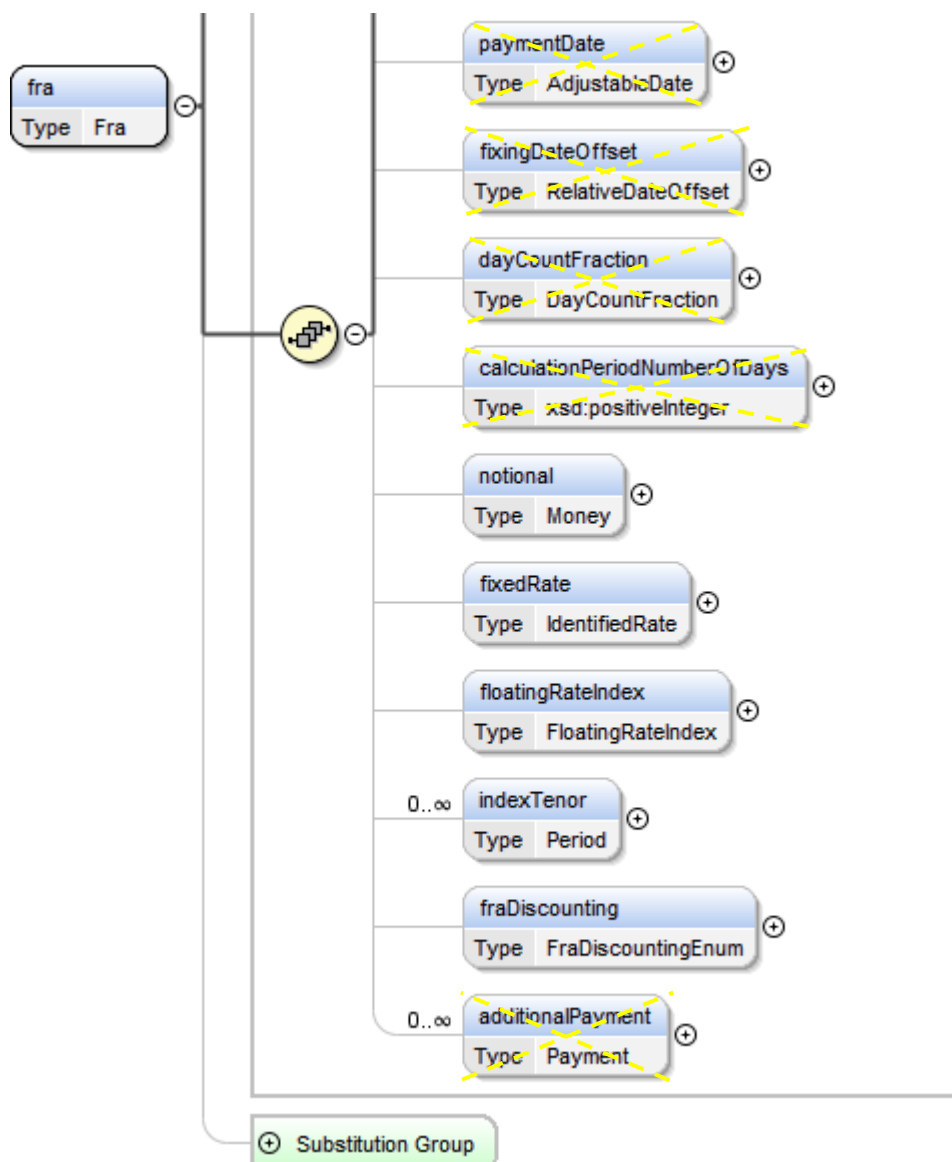 paymentDate
Type AdjustableDate
fra
Type Fra
fixingDateOffset
Type RelativeDateOffset
dayCountFraction
Type DayCountFraction
calculationPeriodNumberOfDays
Type xsd:positiveInteger
notional
Type Money
fixedRate
Type IdentifiedRate
floatingRateIndex
Type FloatingRateIndex
0..∞ indexTenor
Type Period
fraDiscounting
Type FraDiscountingEnum
0..∞ additionalPayment
Type Payment
Substitution Group